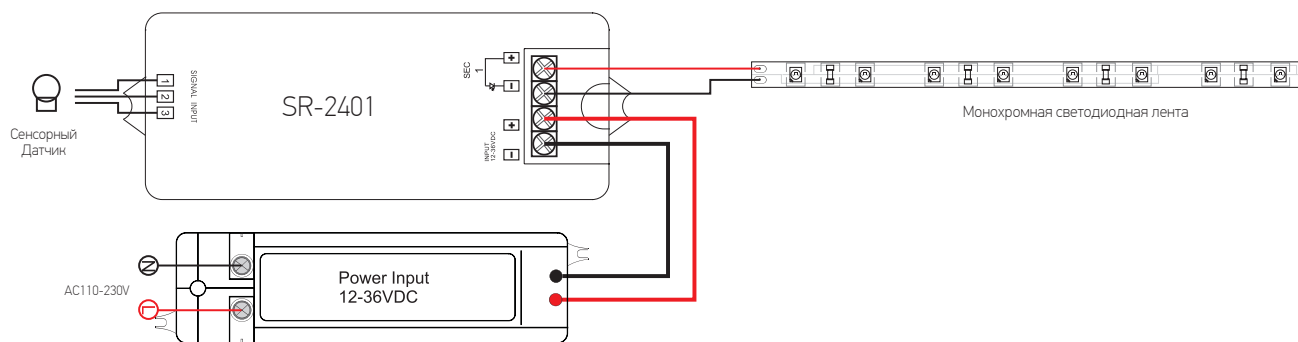 Сенсорный
Датчик
1
2
3
SIGNAL INPUT
SR-2401
SEC
1
+
-
+
-
INPUT
12-36VDC
Монохромная светодиодная лента
N
AC110-230V
L
Power Input
12-36VDC